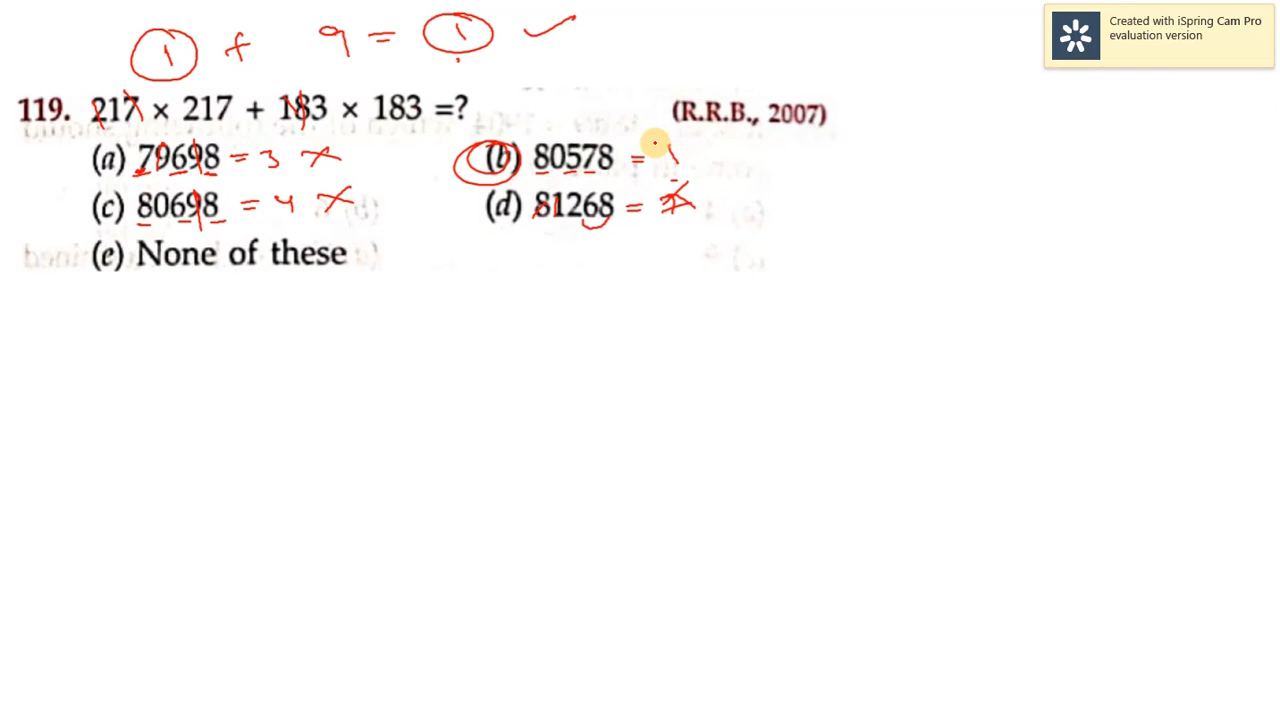 Created with iSpring Cam Pro
evaluation version
1 + 9 = 1 ✓
119. 217 × 217 + 183 × 183 =? (R.R.B., 2007)
(a) 79698 = 3 × (b) 80578 = 1
(c) 80698 = 4 × (d) 81268 =
(e) None of these